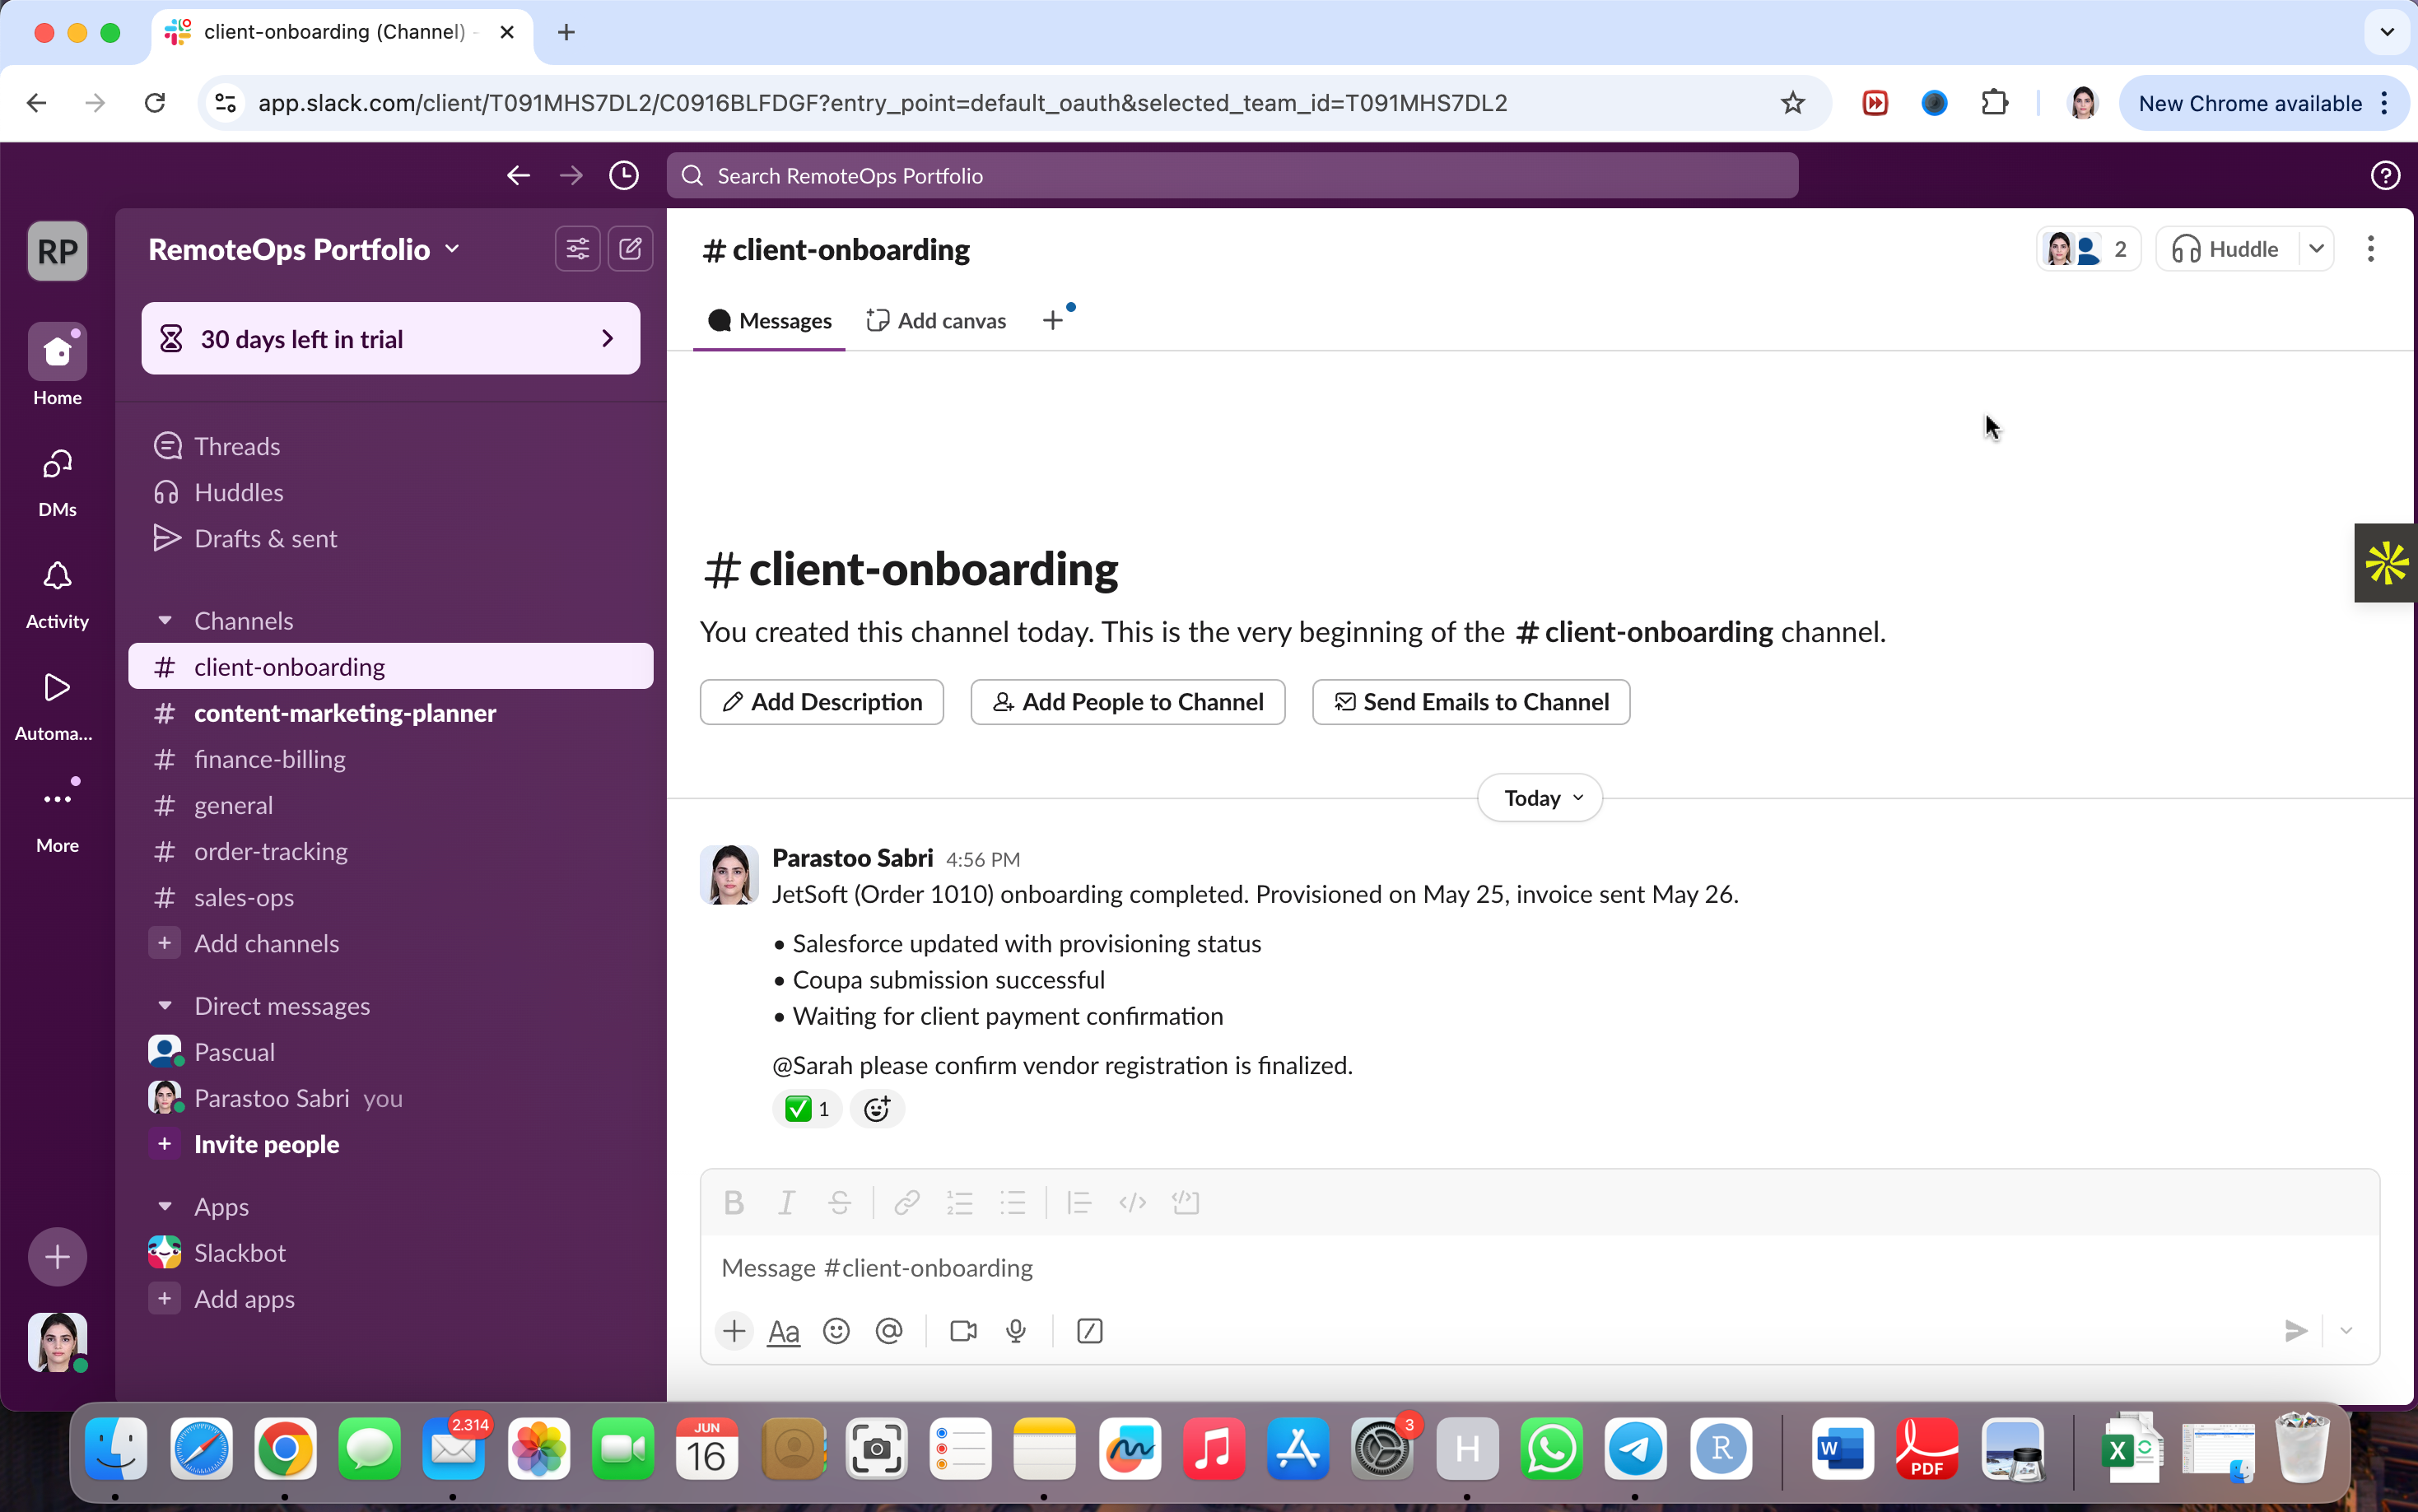 client-onboarding (Channel) -
app.slack.com/client/T091MHS7DL2/C0916BLFDGF?entry_point=default_oauth&selected_team_id=T091MHS7DL2
New Chrome available
Search RemoteOps Portfolio
RP
Home
DMs
Activity
Automa...
More
RemoteOps Portfolio
30 days left in trial
Threads
Huddles
Drafts & sent
Channels
# client-onboarding
# content-marketing-planner
# finance-billing
# general
# order-tracking
# sales-ops
+ Add channels
Direct messages
Pascual
Parastoo Sabri you
+ Invite people
Apps
Slackbot
+ Add apps
# client-onboarding
2
Huddle
Messages
Add canvas
# client-onboarding
You created this channel today. This is the very beginning of the # client-onboarding channel.
Add Description
Add People to Channel
Send Emails to Channel
Today
Parastoo Sabri 4:56 PM
JetSoft (Order 1010) onboarding completed. Provisioned on May 25, invoice sent May 26.
• Salesforce updated with provisioning status
• Coupa submission successful
• Waiting for client payment confirmation
@Sarah please confirm vendor registration is finalized.
1
B I S
Message #client-onboarding
Aa
2.314
JUN
16
3
H
R
W
PDF
X